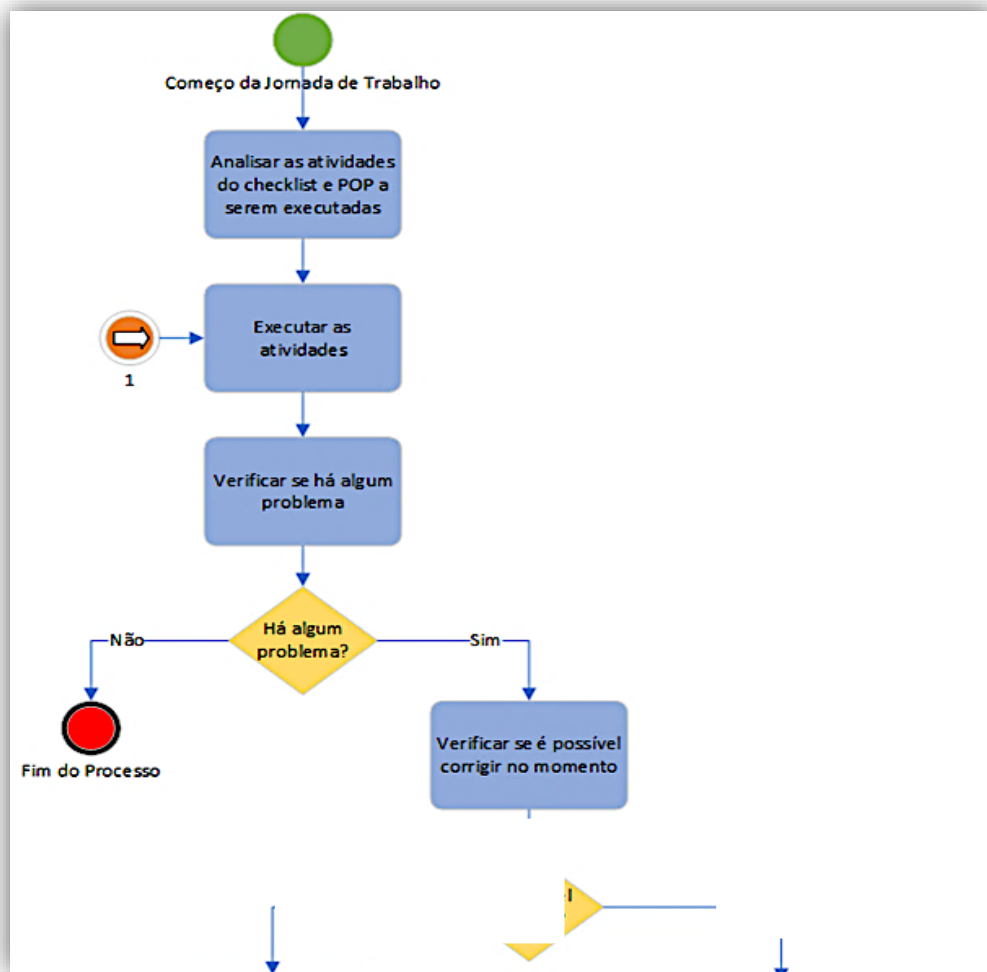 Começo da Jornada de Trabalho
Analisar as atividades
do checklist e POP a
serem executadas
Executar as
atividades
1
Verificar se há algum
problema
Há algum
problema?
Não
Sim
Fim do Processo
Verificar se é possível
corrigir no momento